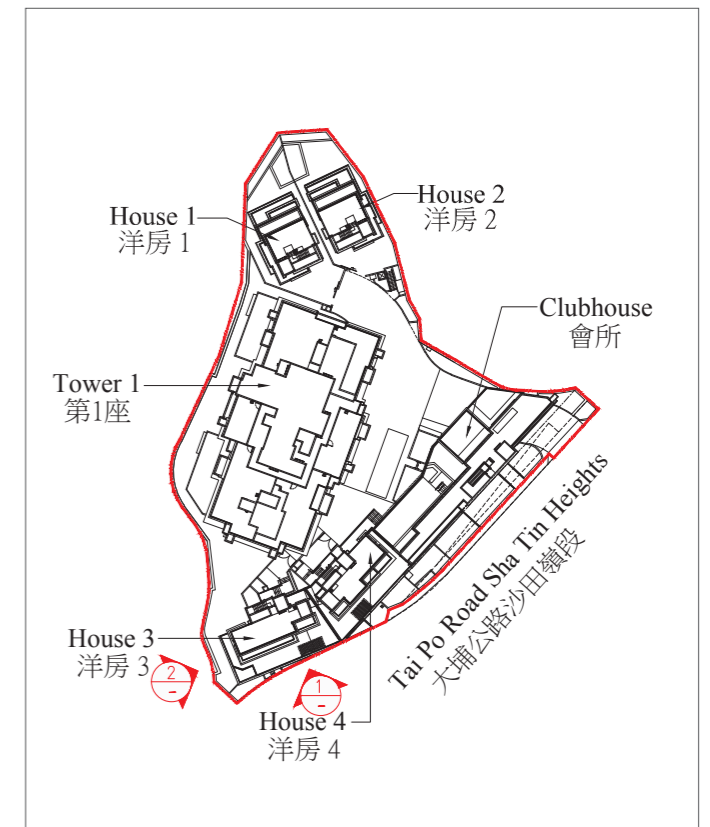 House 1
洋房 1
House 2
洋房 2
Clubhouse
會所
Tower 1
第1座
Tai Po Road Sha Tin Heights
大埔公路沙田嶺段
House 3
洋房 3
2
-
1
-
House 4
洋房 4